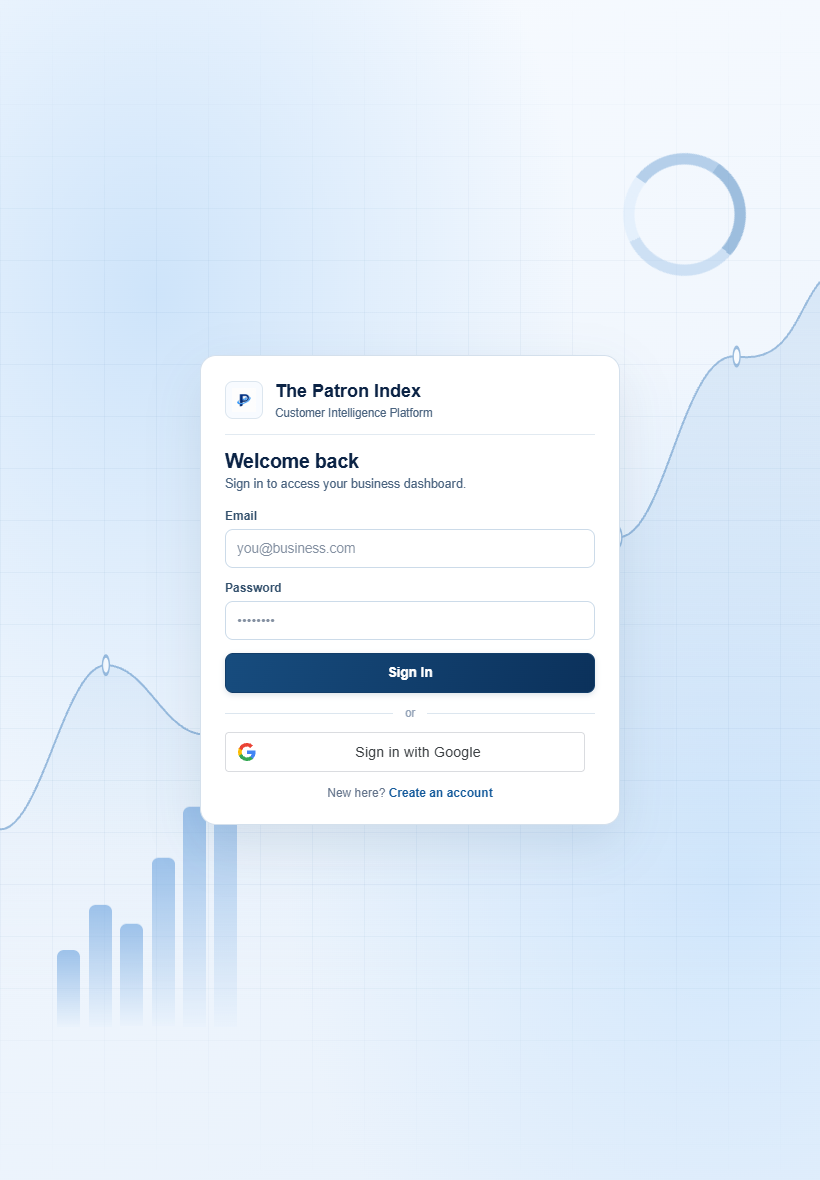 The Patron Index
Customer Intelligence Platform
Welcome back
Sign in to access your business dashboard.
Email
you@business.com
Password
••••••••
Sign In
or
Sign in with Google
New here? Create an account